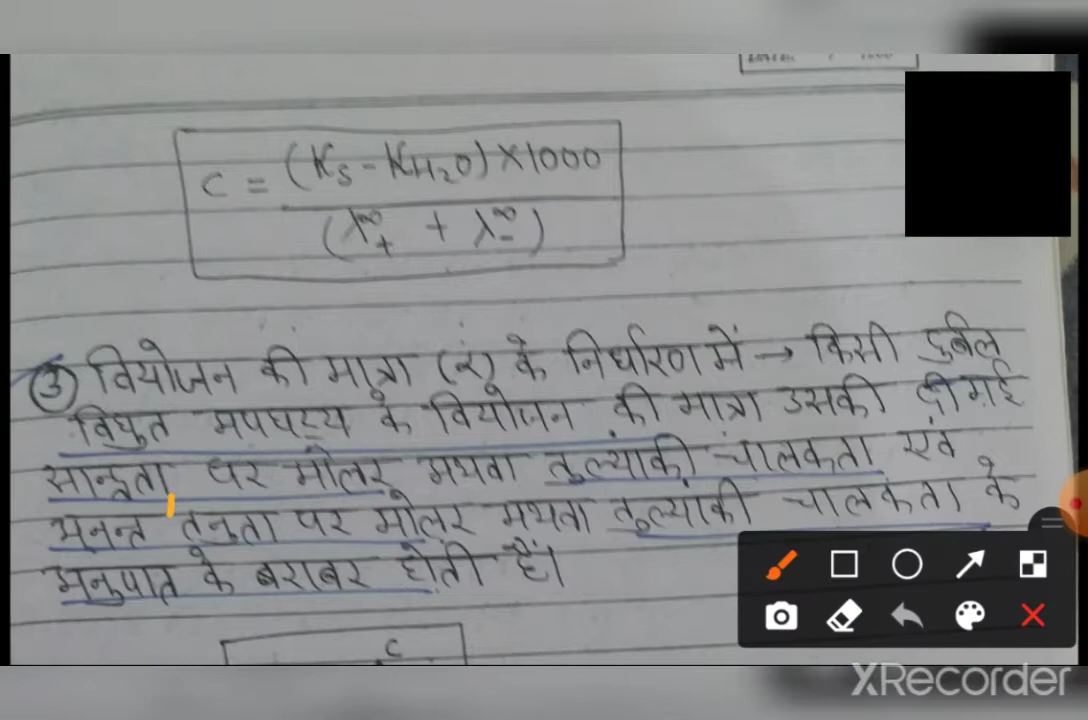 C = (Ks - KH₂O) × 1000
(λ∞+ + λ∞-)
③ वियोजन की मात्रा (∝) के निर्धारण में → किसी दुर्बल
विद्युत अपघट्य के वियोजन की मात्रा उसकी दी गई
सान्द्रता पर मोलर अथवा तुल्यांकी चालकता एवं
अनन्त तनुता पर मोलर अथवा तुल्यांकी चालकता के
अनुपात के बराबर होती है।
C
XRecorder